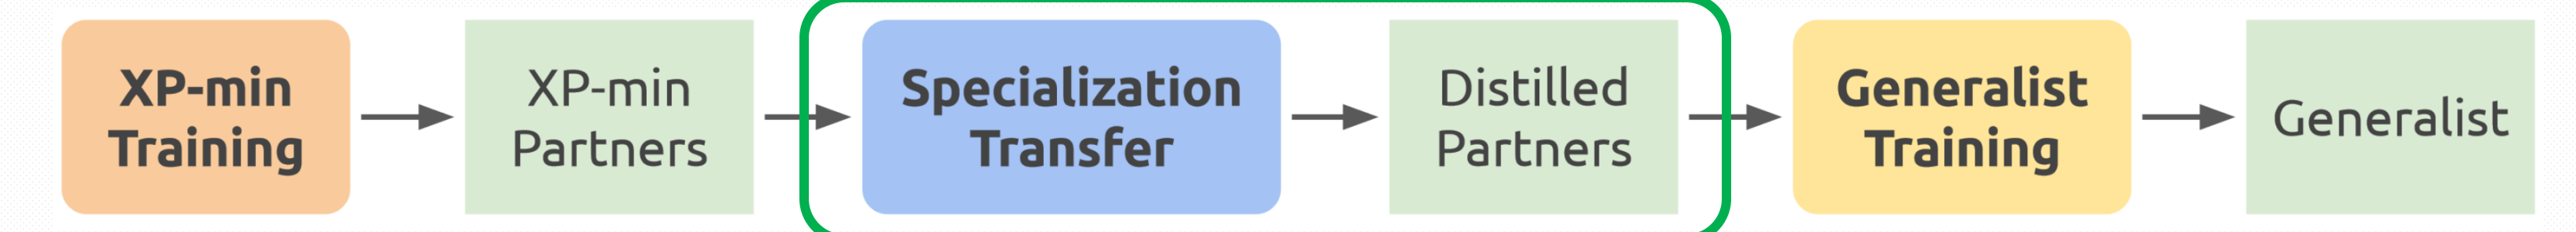 XP-min
Training
XP-min
Partners
Specialization
Transfer
Distilled
Partners
Generalist
Training
Generalist